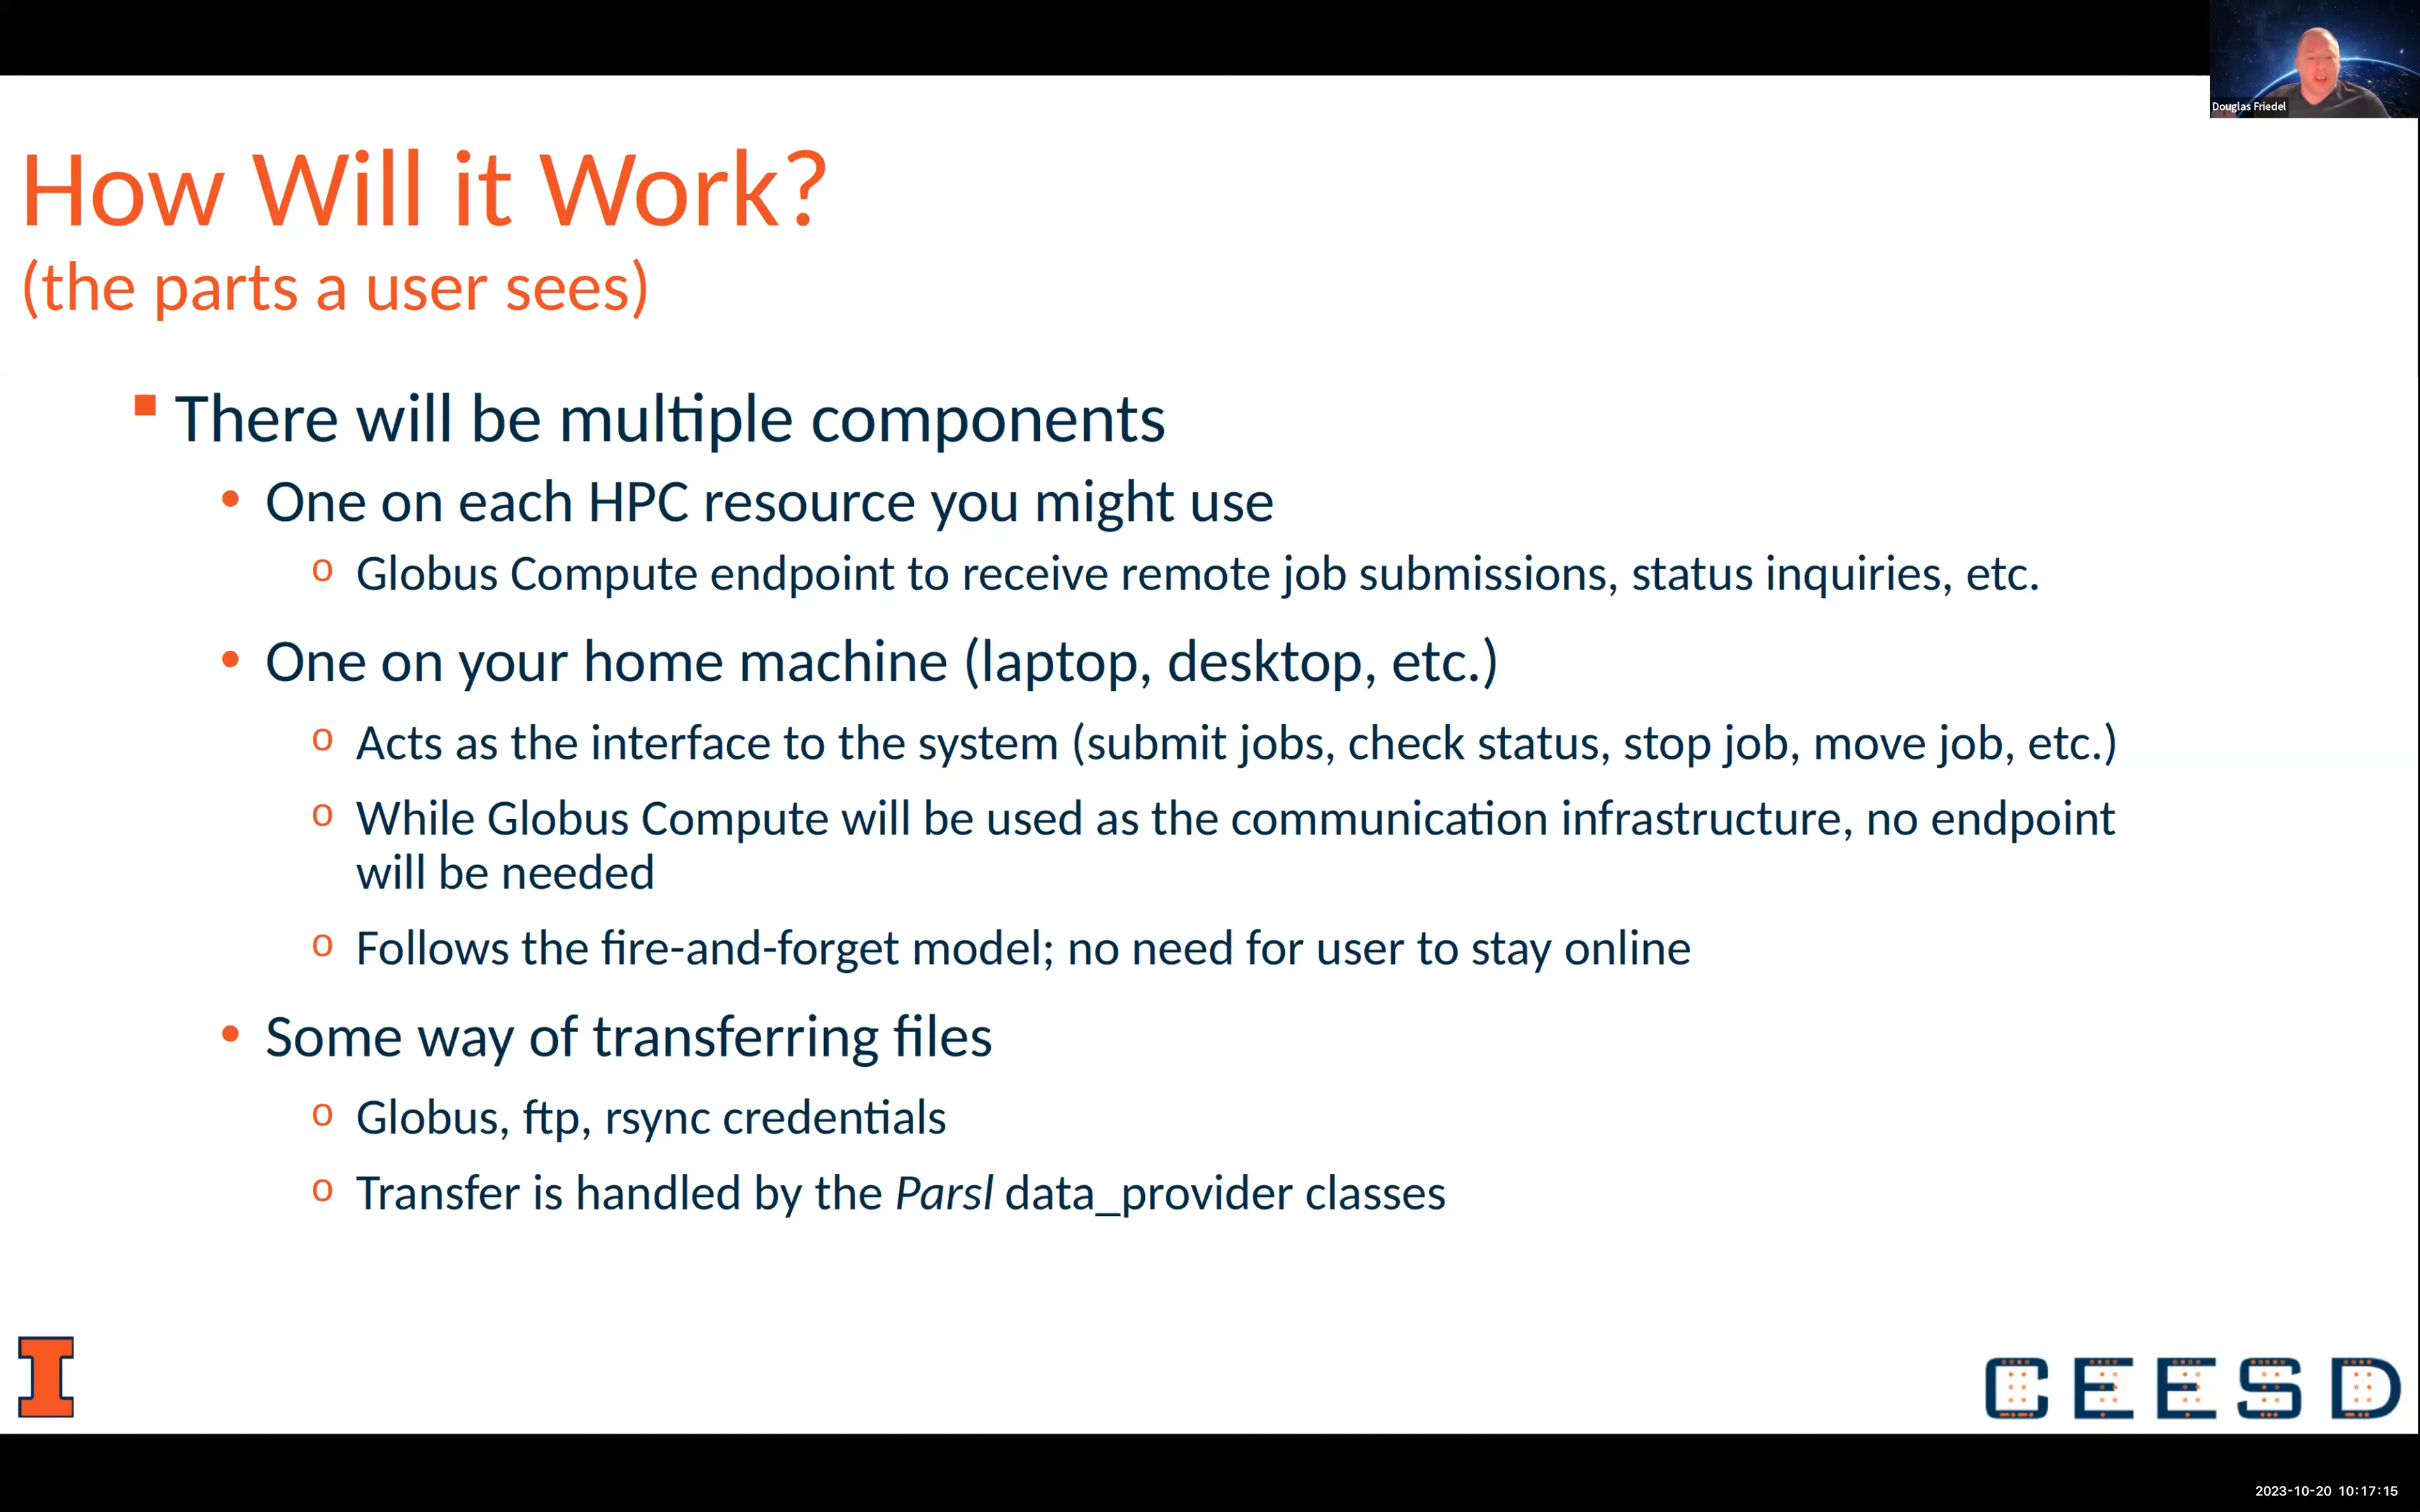 Douglas Friedel
How Will it Work?
(the parts a user sees)
There will be multiple components
• One on each HPC resource you might use
o Globus Compute endpoint to receive remote job submissions, status inquiries, etc.
• One on your home machine (laptop, desktop, etc.)
o Acts as the interface to the system (submit jobs, check status, stop job, move job, etc.)
o While Globus Compute will be used as the communication infrastructure, no endpoint
will be needed
o Follows the fire-and-forget model; no need for user to stay online
• Some way of transferring files
o Globus, ftp, rsync credentials
o Transfer is handled by the Parsl data_provider classes
I
CEESD
2023-10-20 10:17:15